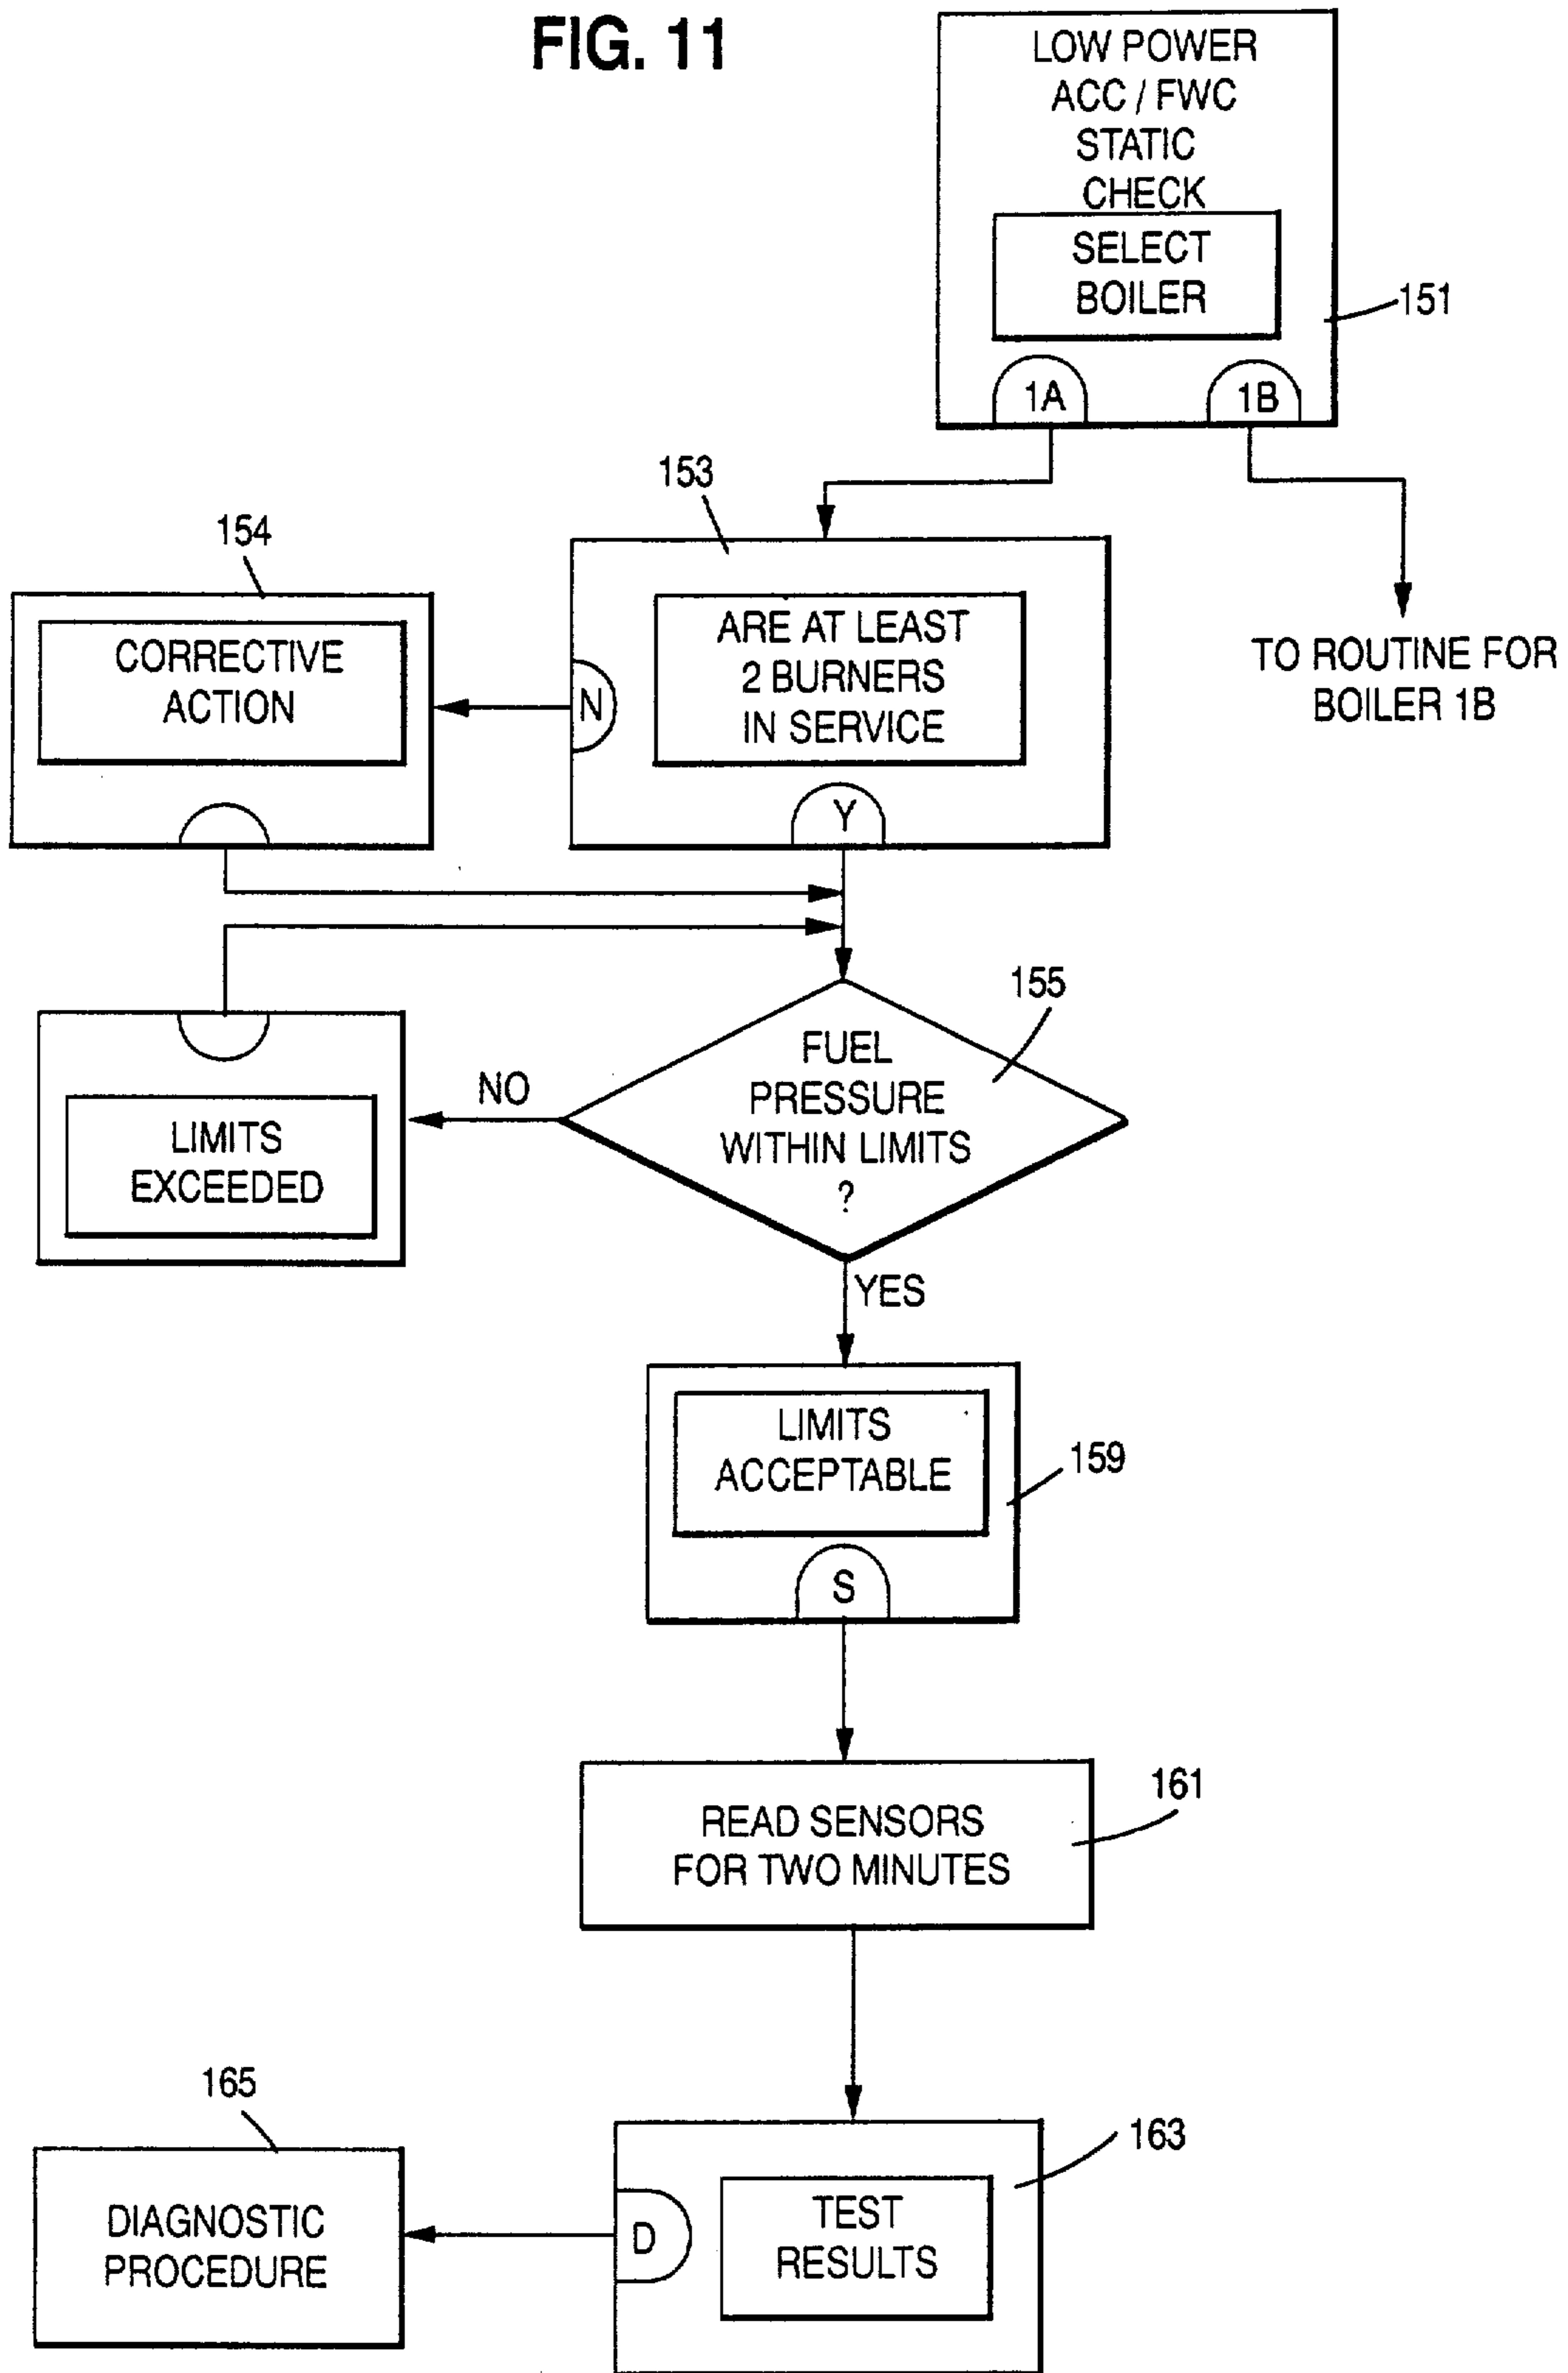 FIG. 11
LOW POWER
ACC / FWC
STATIC
CHECK
SELECT
BOILER
151
1A
1B
153
154
ARE AT LEAST
2 BURNERS
IN SERVICE
CORRECTIVE
ACTION
N
Y
TO ROUTINE FOR
BOILER 1B
155
FUEL
PRESSURE
WITHIN LIMITS
?
NO
LIMITS
EXCEEDED
YES
LIMITS
ACCEPTABLE
159
S
161
READ SENSORS
FOR TWO MINUTES
165
163
DIAGNOSTIC
PROCEDURE
D
TEST
RESULTS